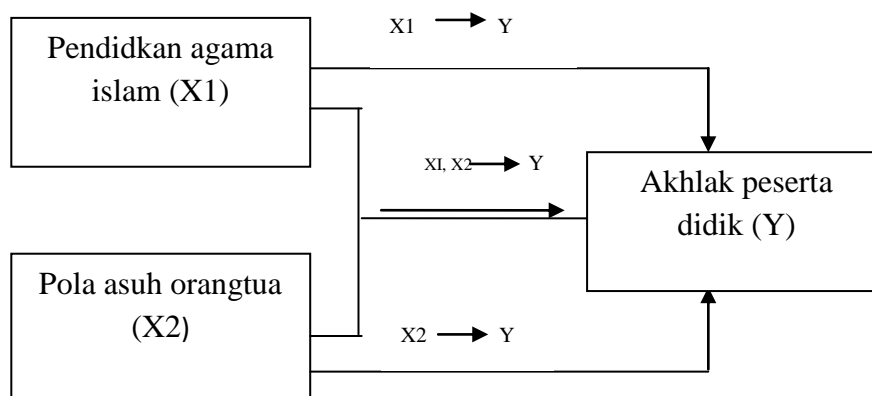 Pendidkan agama
islam (X1)
X1 → Y
XI, X2 → Y
Akhlak peserta
didik (Y)
Pola asuh orangtua
(X2)
X2 → Y